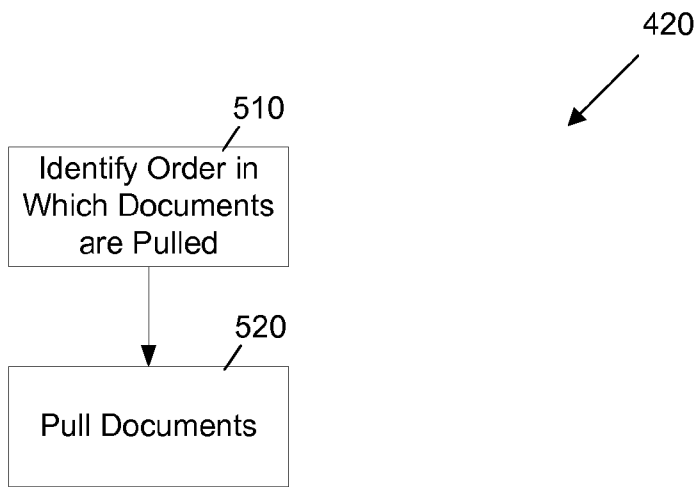 420
510
Identify Order in
Which Documents
are Pulled
520
Pull Documents